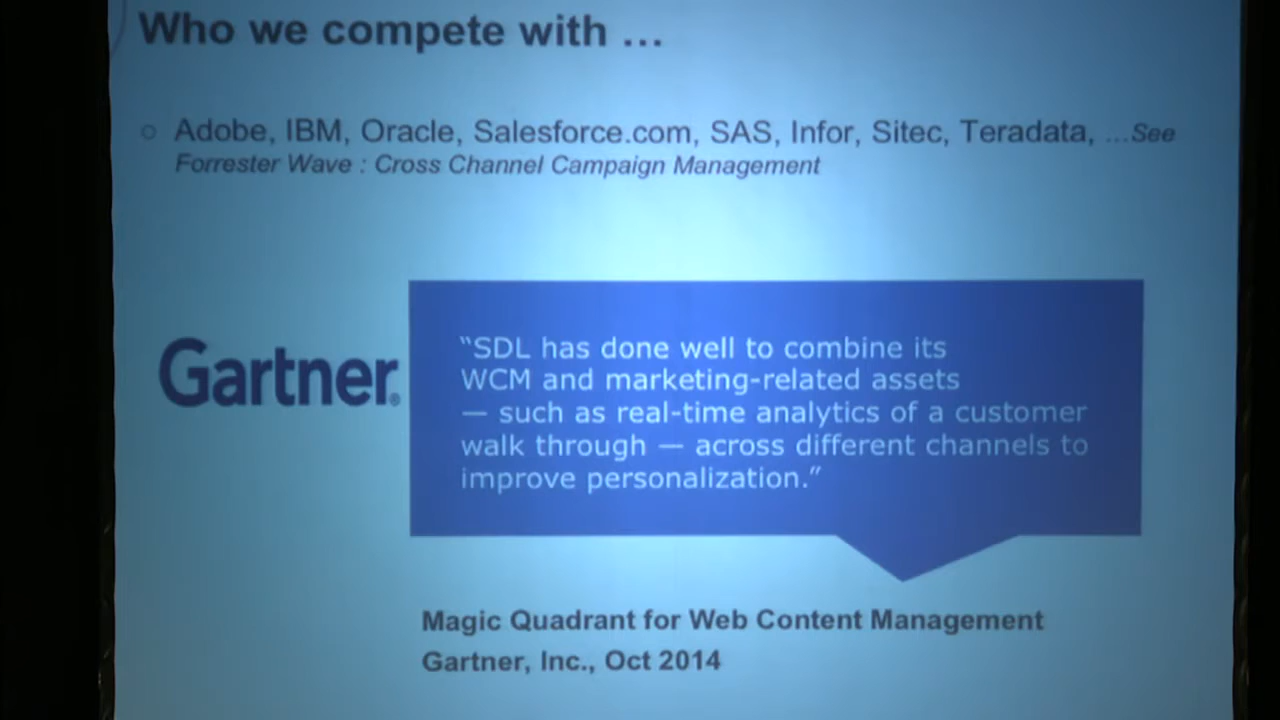 Who we compete with ...
Adobe, IBM, Oracle, Salesforce.com, SAS, Infor, Sitec, Teradata, ...See
Forrester Wave : Cross Channel Campaign Management
Gartner®
“SDL has done well to combine its
WCM and marketing-related assets
— such as real-time analytics of a customer
walk through — across different channels to
improve personalization.”
Magic Quadrant for Web Content Management
Gartner, Inc., Oct 2014